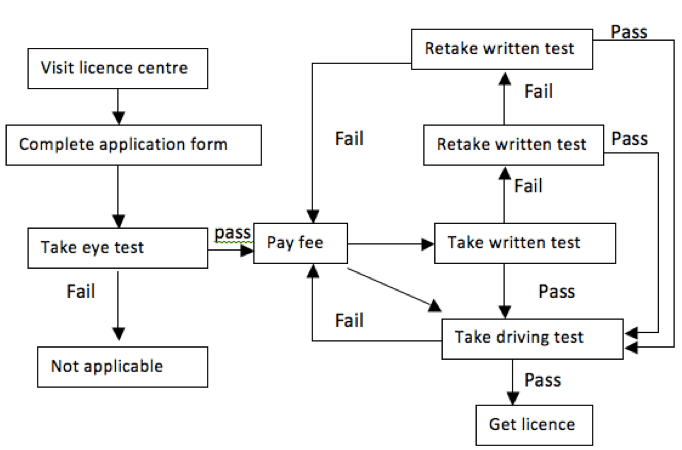 Pass
Retake written test
Visit licence centre
Fail
Fail
Complete application form
Retake written test
Pass
Fail
pass
Take eye test
Pay fee
Take written test
Fail
Pass
Fail
Take driving test
Not applicable
Pass
Get licence